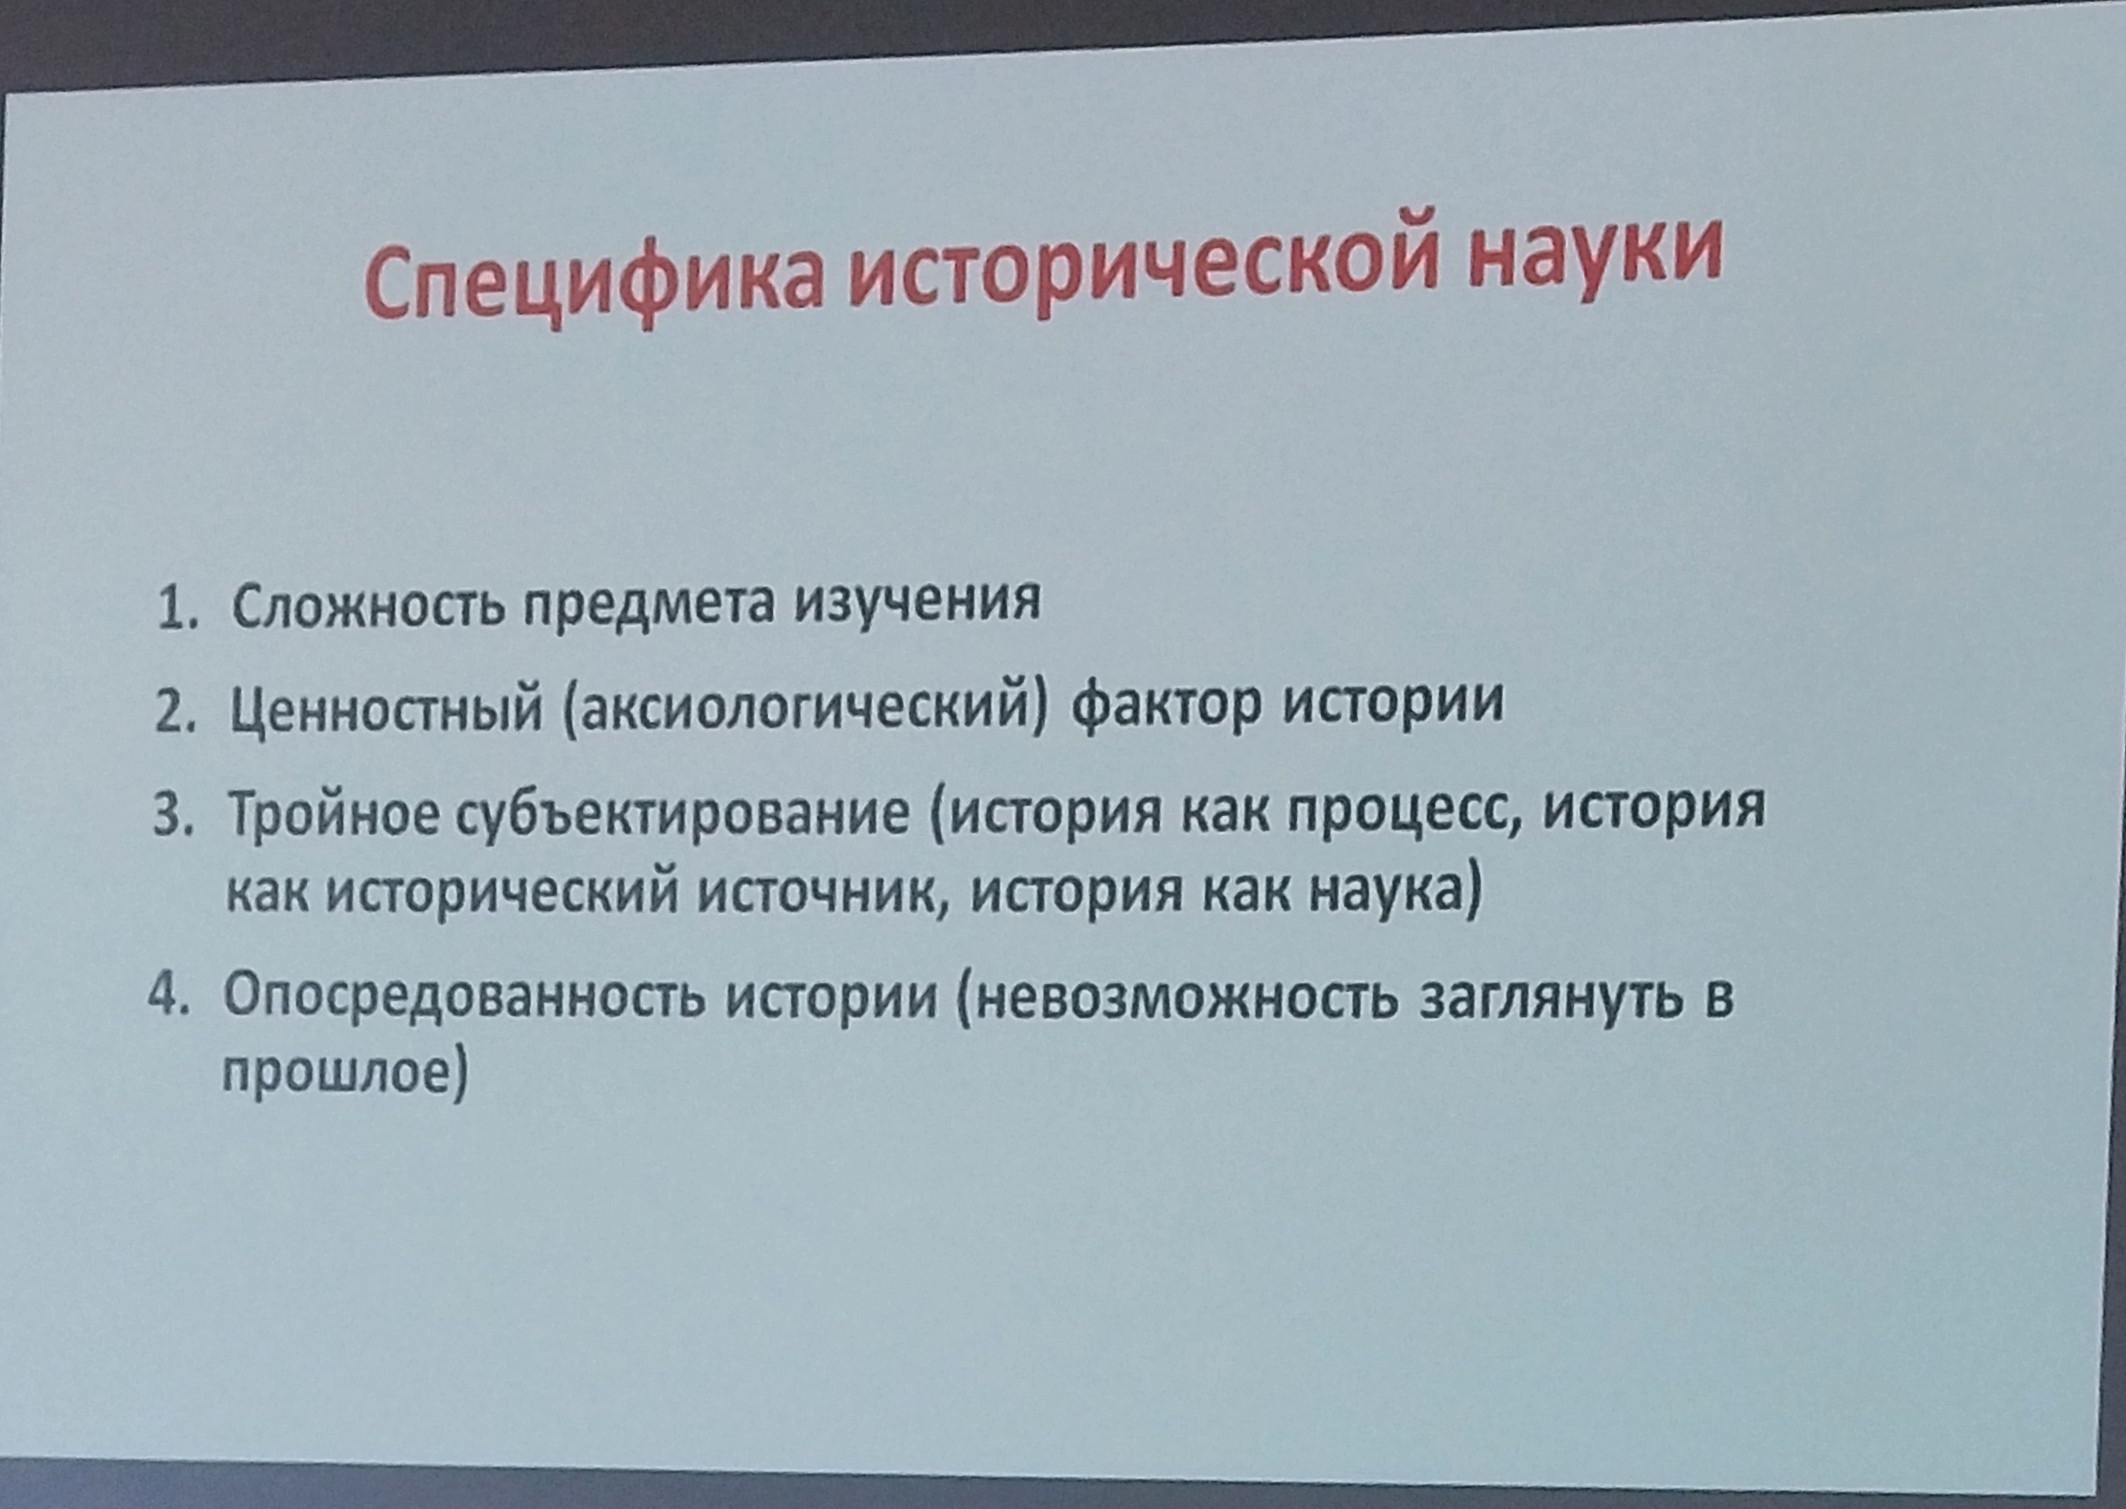 Специфика исторической науки
1. Сложность предмета изучения
2. Ценностный (аксиологический) фактор истории
3. Тройное субъектирование (история как процесс, история
как исторический источник, история как наука)
4. Опосредованность истории (невозможность заглянуть в
прошлое)